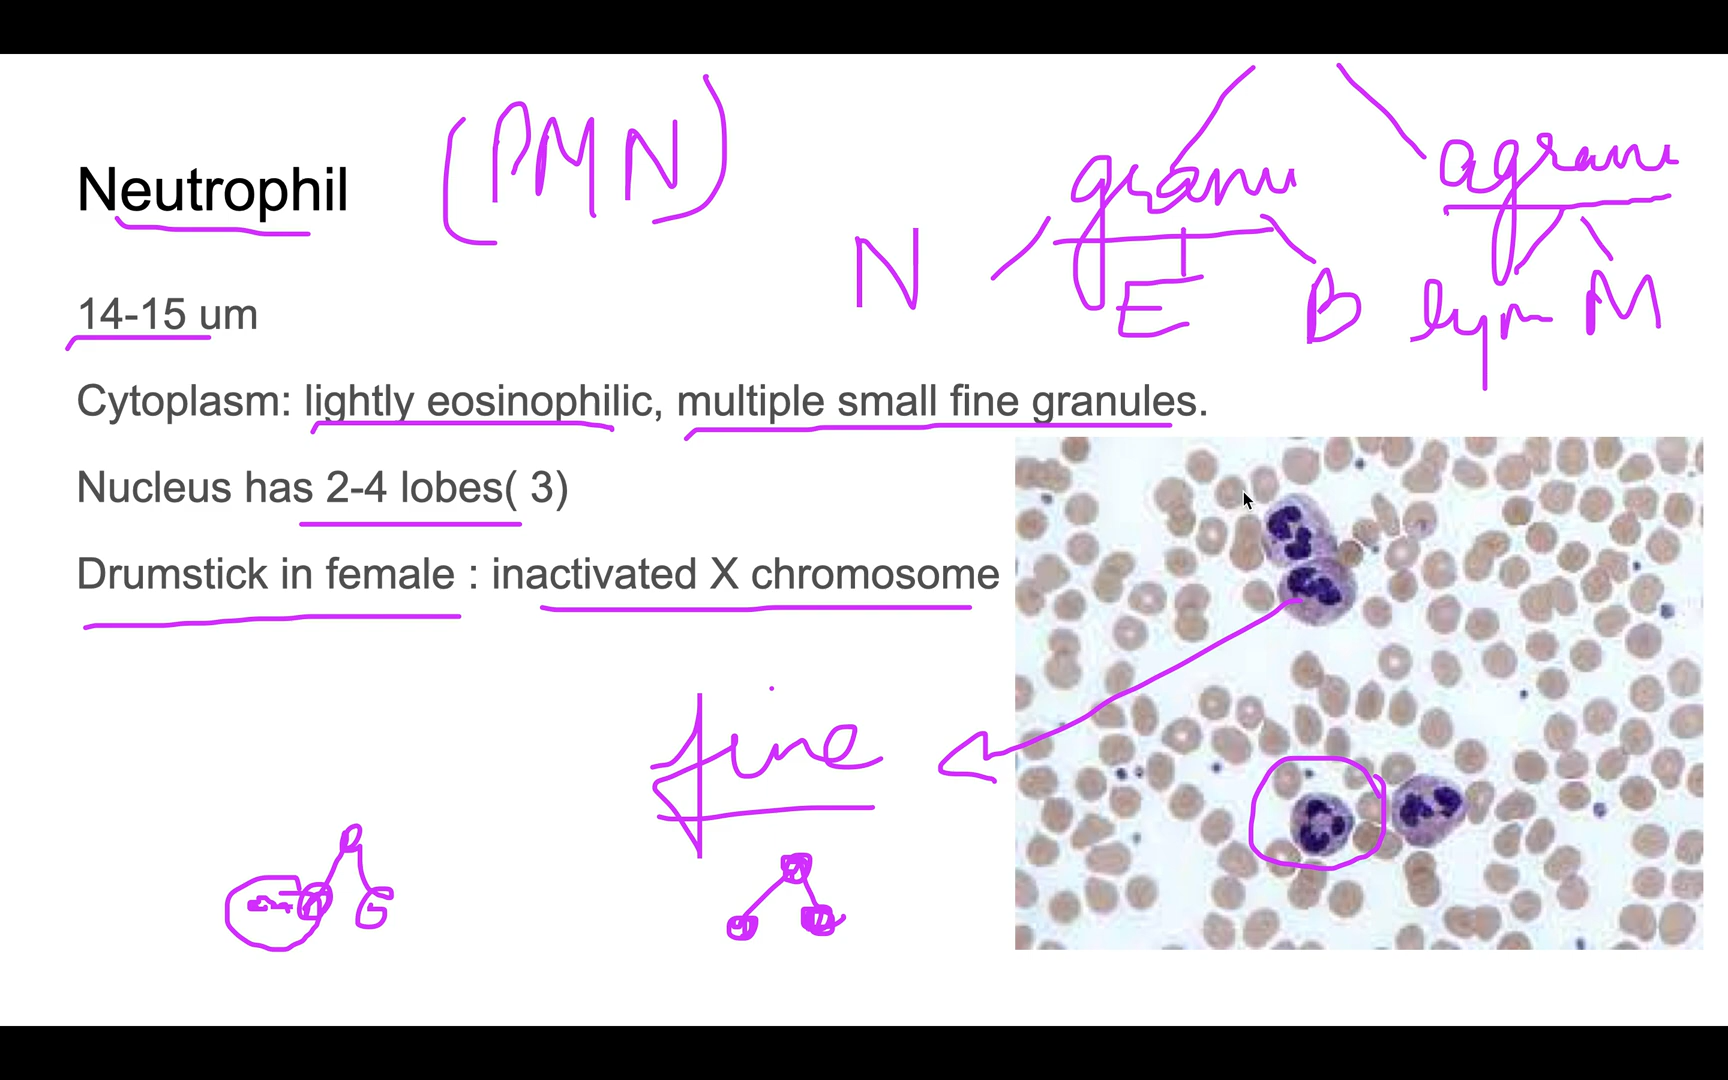 Neutrophil (PMN)
granu agranu
N E B lym M
14-15 um
Cytoplasm: lightly eosinophilic, multiple small fine granules.
Nucleus has 2-4 lobes( 3)
Drumstick in female : inactivated X chromosome
fine